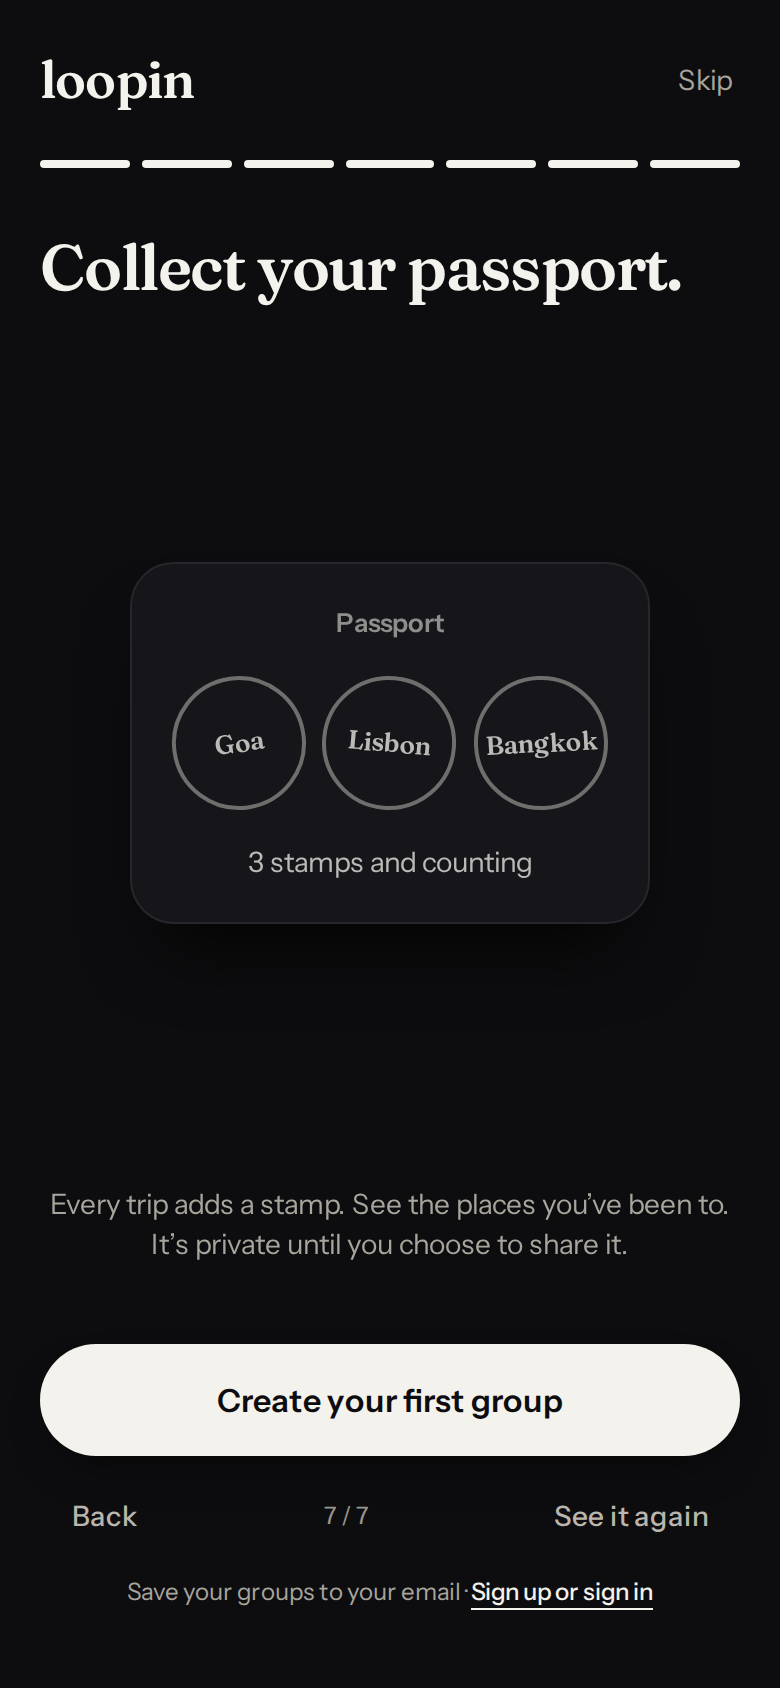 loopin
Skip
Collect your passport.
Passport
Goa
Lisbon
Bangkok
3 stamps and counting
Every trip adds a stamp. See the places you’ve been to.
It’s private until you choose to share it.
Create your first group
Back
7 / 7
See it again
Save your groups to your email · Sign up or sign in